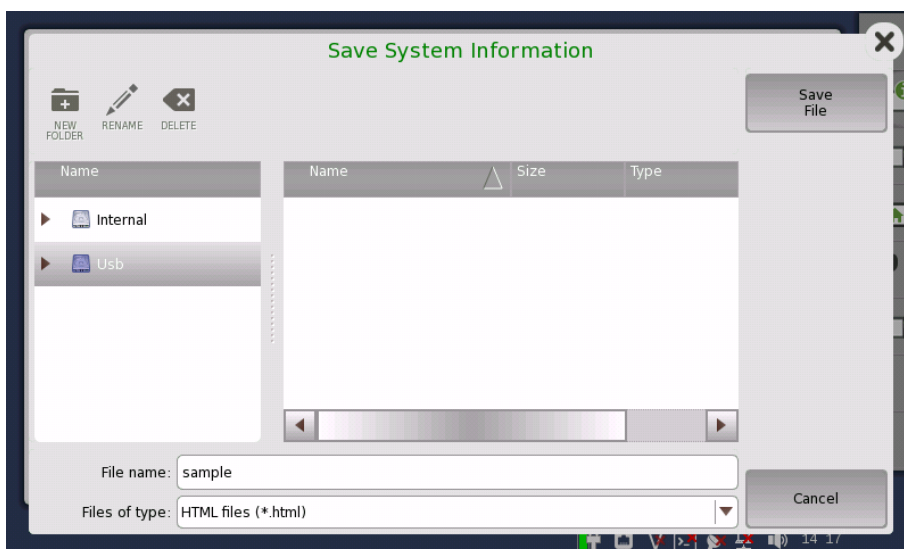 Save System Information
Save
File
NEW
FOLDER
RENAME
DELETE
Name
Name
Size
Type
Internal
Usb
File name:
sample
Files of type:
HTML files (*.html)
Cancel
14 17